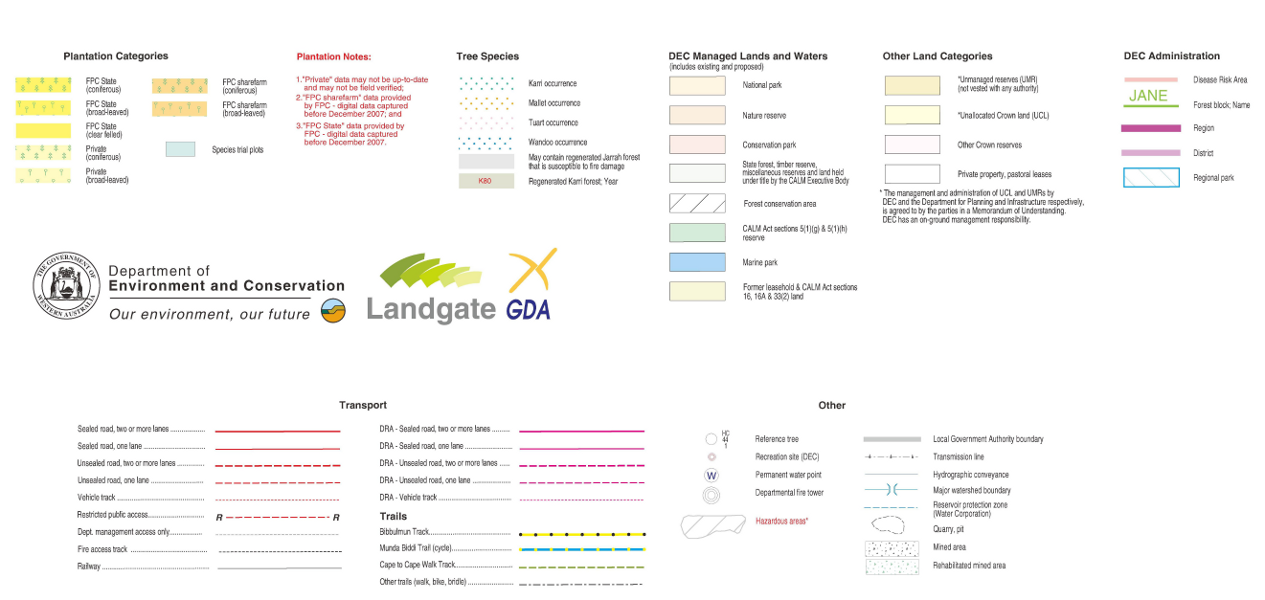 Plantation Categories
FPC State
(coniferous)
FPC State
(broad-leaved)
FPC State
(clear felled)
Private
(coniferous)
Private
(broad-leaved)
FPC sharefarm
(coniferous)
FPC sharefarm
(broad-leaved)
Species trial plots
Plantation Notes:
1."Private" data may not be up-to-date
and may not be field verified;
2."FPC sharefarm" data provided
by FPC - digital data captured
before December 2007; and
3."FPC State" data provided by
FPC - digital data captured
before December 2007.
Tree Species
Karri occurrence
Mallet occurrence
Tuart occurrence
Wandoo occurrence
May contain regenerated Jarrah forest
that is susceptible to fire damage
K80
Regenerated Karri forest; Year
DEC Managed Lands and Waters
(includes existing and proposed)
National park
Nature reserve
Conservation park
State forest, timber reserve,
miscellaneous reserves and land held
under title by the CALM Executive Body
Forest conservation area
CALM Act sections 5(1)(g) & 5(1)(h)
reserve
Marine park
Former leasehold & CALM Act sections
16, 16A & 33(2) land
Other Land Categories
*Unmanaged reserves (UMR)
(not vested with any authority)
*Unallocated Crown land (UCL)
Other Crown reserves
Private property, pastoral leases
* The management and administration of UCL and UMRs by
DEC and the Department for Planning and Infrastructure respectively,
is agreed to by the parties in a Memorandum of Understanding.
DEC has an on-ground management responsibility.
DEC Administration
Disease Risk Area
JANE
Forest block; Name
Region
District
Regional park
THE GOVERNMENT OF
WESTERN AUSTRALIA
Department of
Environment and Conservation
Our environment, our future
Landgate
GDA
Transport
Sealed road, two or more lanes
Sealed road, one lane
Unsealed road, two or more lanes
Unsealed road, one lane
Vehicle track
Restricted public access
R R
Dept. management access only
Fire access track
Railway
DRA - Sealed road, two or more lanes
DRA - Sealed road, one lane
DRA - Unsealed road, two or more lanes
DRA - Unsealed road, one lane
DRA - Vehicle track
Trails
Bibbulmun Track
Munda Biddi Trail (cycle)
Cape to Cape Walk Track
Other trails (walk, bike, bridle)
Other
HC
44
1
Reference tree
Recreation site (DEC)
W
Permanent water point
Departmental fire tower
Hazardous areas*
Local Government Authority boundary
Transmission line
Hydrographic conveyance
Major watershed boundary
Reservoir protection zone
(Water Corporation)
Quarry, pit
Mined area
Rehabilitated mined area